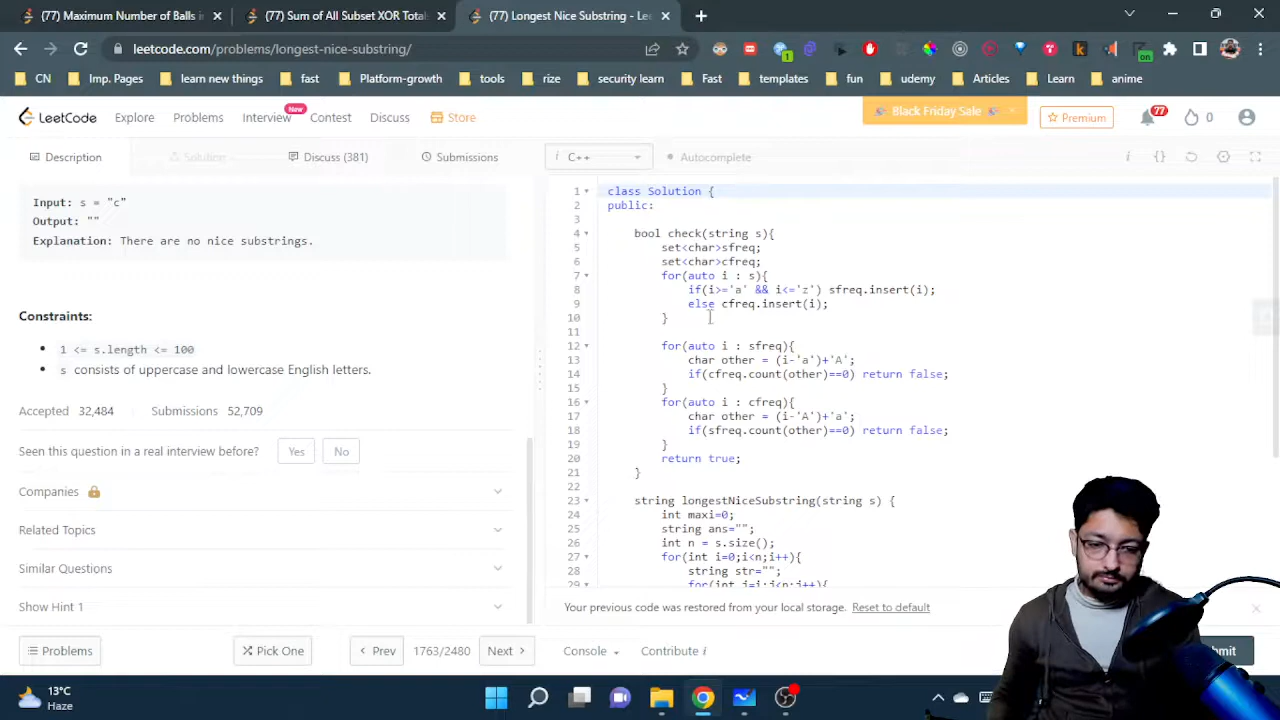 (77) Maximum Number of Balls in
(77) Sum of All Subset XOR Totals
(77) Longest Nice Substring - Lee
leetcode.com/problems/longest-nice-substring/
CN
Imp. Pages
learn new things
fast
Platform-growth
tools
rise
security learn
Fast
templates
fun
udemy
Articles
Learn
anime
LeetCode
Explore
Problems
Interview
New
Contest
Discuss
Store
Black Friday Sale
Premium
77
0
Description
Solution
Discuss (381)
Submissions
i C++
Autocomplete
Input: s = "c"
Output: ""
Explanation: There are no nice substrings.
Constraints:
1 <= s.length <= 100
s consists of uppercase and lowercase English letters.
Accepted 32,484
Submissions 52,709
Seen this question in a real interview before?
Yes
No
Companies
Related Topics
Similar Questions
Show Hint 1
1 class Solution {
2 public:
3
4 bool check(string s){
5 set<char>sfreq;
6 set<char>cfreq;
7 for(auto i : s){
8 if(i>='a' && i<='z') sfreq.insert(i);
9 else cfreq.insert(i);
10 }
11
12 for(auto i : sfreq){
13 char other = (i-'a')+'A';
14 if(cfreq.count(other)==0) return false;
15 }
16 for(auto i : cfreq){
17 char other = (i-'A')+'a';
18 if(sfreq.count(other)==0) return false;
19 }
20 return true;
21 }
22
23 string longestNiceSubstring(string s) {
24 int maxi=0;
25 string ans="";
26 int n = s.size();
27 for(int i=0;i<n;i++){
28 string str="";
29 for(int j=i;j<n;j++){
Your previous code was restored from your local storage. Reset to default
Problems
Pick One
Prev
1763/2480
Next
Console
Contribute i
13°C
Haze